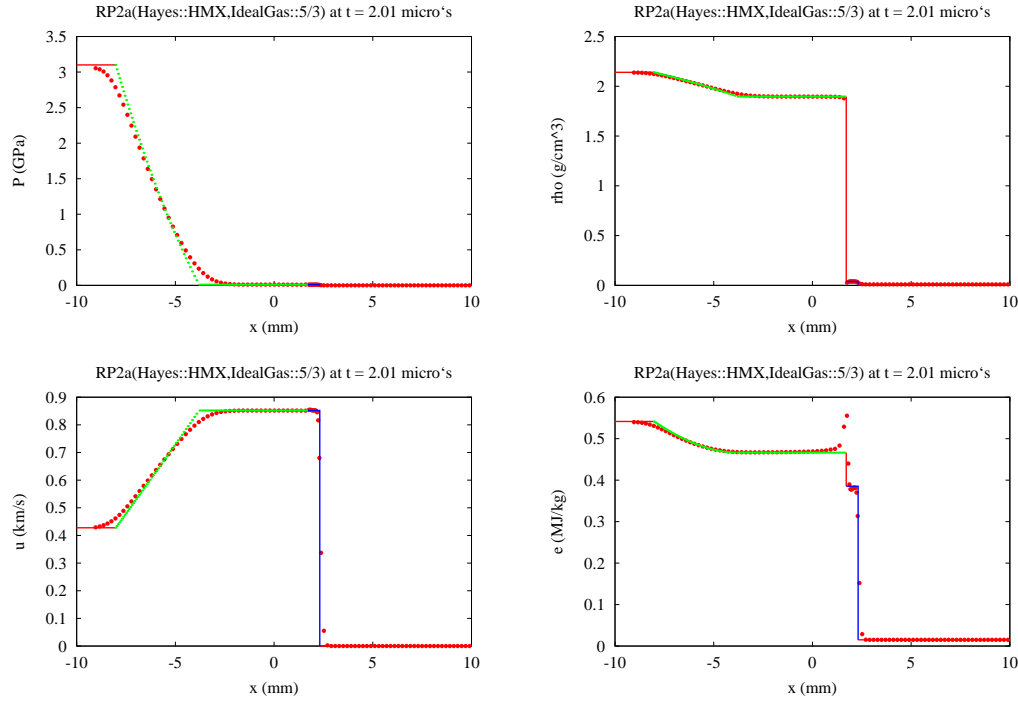 RP2a(Hayes::HMX,IdealGas::5/3) at t = 2.01 micro‘s
3.5
3
2.5
2
1.5
1
0.5
0
P (GPa)
-10 -5 0 5 10
x (mm)
RP2a(Hayes::HMX,IdealGas::5/3) at t = 2.01 micro‘s
2.5
2
1.5
1
0.5
0
rho (g/cm^3)
-10 -5 0 5 10
x (mm)
RP2a(Hayes::HMX,IdealGas::5/3) at t = 2.01 micro‘s
0.9
0.8
0.7
0.6
0.5
0.4
0.3
0.2
0.1
0
u (km/s)
-10 -5 0 5 10
x (mm)
RP2a(Hayes::HMX,IdealGas::5/3) at t = 2.01 micro‘s
0.6
0.5
0.4
0.3
0.2
0.1
0
e (MJ/kg)
-10 -5 0 5 10
x (mm)